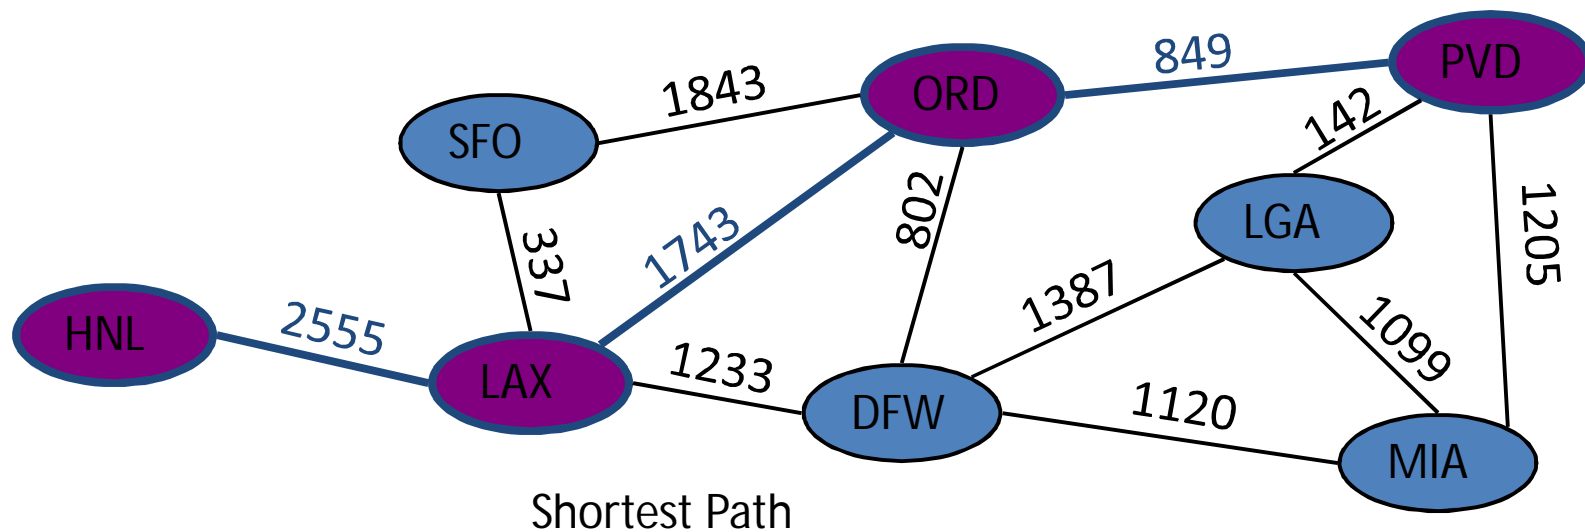 849
PVD
1843
ORD
142
SFO
802
LGA
1205
1743
337
HNL
2555
1387
1099
LAX
1233
DFW
1120
MIA
Shortest Path